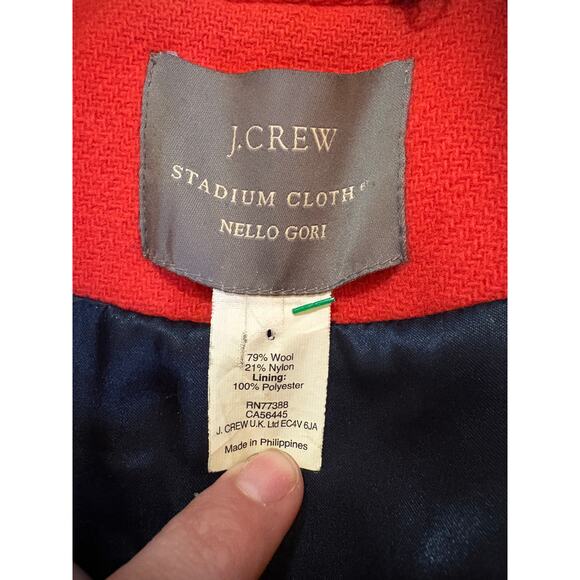 J.CREW
STADIUM CLOTH
NELLO GORI
79% Wool
21% Nylon
Lining:
100% Polyester
RN77388
CA56445
J. CREW U.K. Ltd EC4V 6JA
Made in Philippines